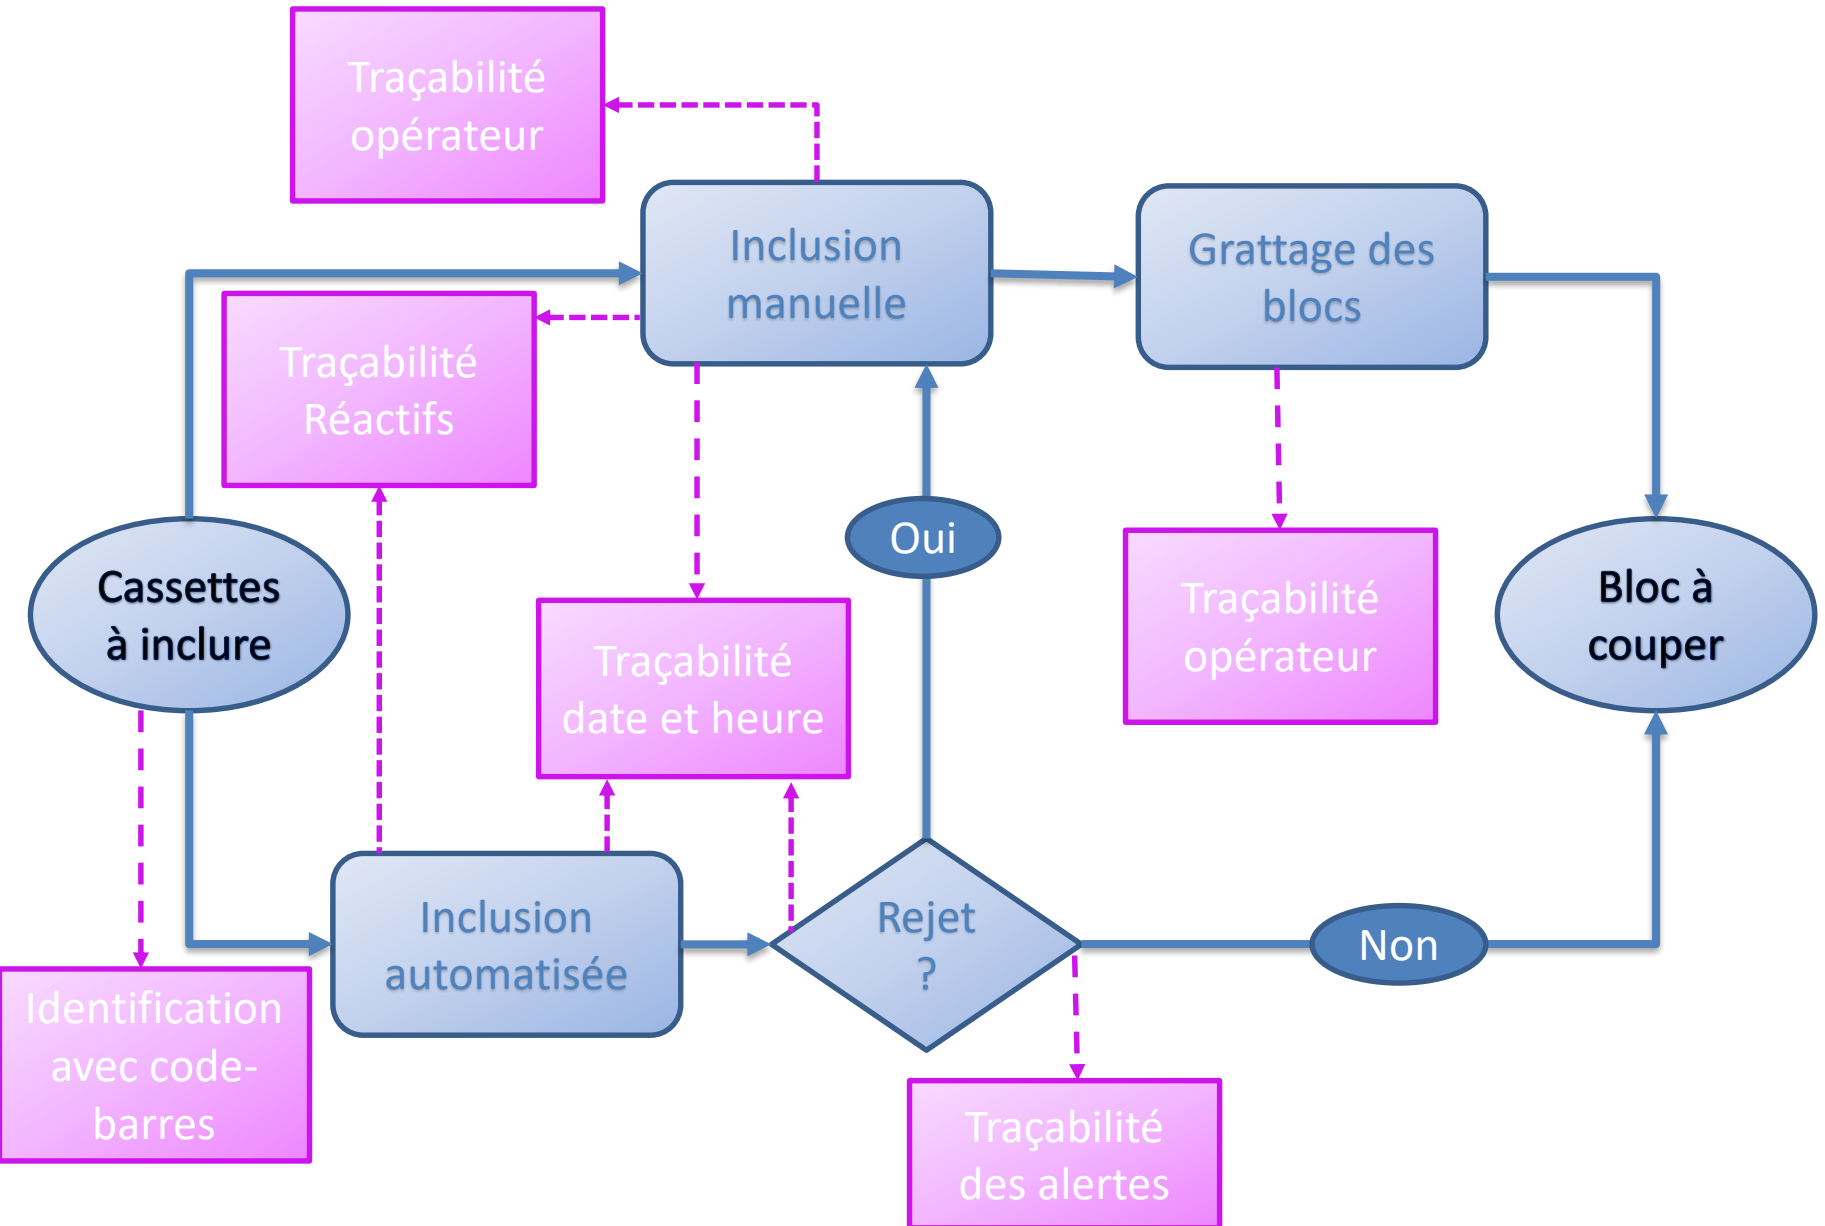 Traçabilité
opérateur
Inclusion
manuelle
Grattage des
blocs
Traçabilité
Réactifs
Oui
Cassettes
à inclure
Traçabilité
date et heure
Traçabilité
opérateur
Bloc à
couper
Inclusion
automatisée
Rejet
?
Non
Identification
avec code-
barres
Traçabilité
des alertes